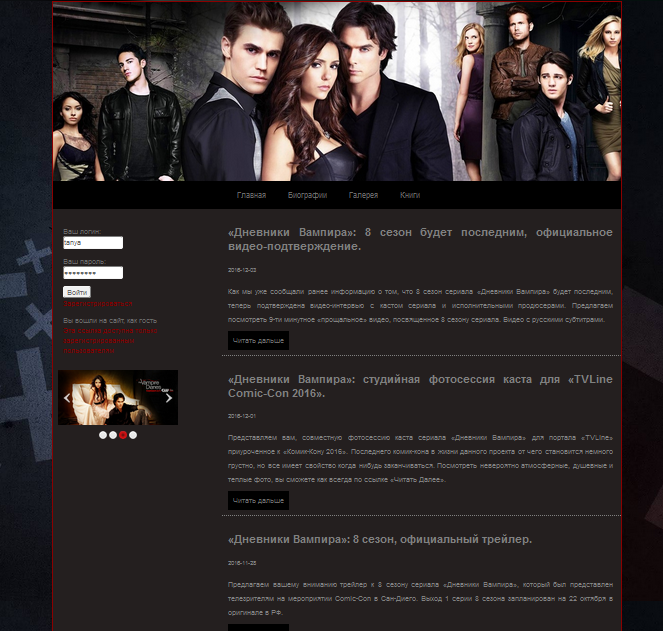 Главная Биографии Галерея Книги
Ваш логин:
tanya
Ваш пароль:
Войти
Вы вошли на сайт, как гость
Vampire
Diaries
«Дневники Вампира»: 8 сезон будет последним, официальное
видео-подтверждение.
2016-12-03
Как мы уже сообщали ранее информацию о том, что 8 сезон сериала «Дневники Вампира» будет последним,
теперь подтверждена видео-интервью с кастом сериала и исполнительными продюсерами. Предлагаем
посмотреть 9-ти минутное «прощальное» видео, посвященное 8 сезону сериала. Видео с русскими субтитрами.
Читать дальше
«Дневники Вампира»: студийная фотосессия каста для «TVLine
Comic-Con 2016».
2016-12-01
Представляем вам, совместную фотосессию каста сериала «Дневники Вампира» для портала «TVLine»
приуроченное к «Комик-Кону 2016». Последнего комик-кона в жизни данного проекта от чего становится немного
грустно, но все имеет свойство когда нибудь заканчиваться. Посмотреть невероятно атмосферные, душевные и
теплые фото, вы сможете как всегда по ссылке «Читать Далее».
Читать дальше
«Дневники Вампира»: 8 сезон, официальный трейлер.
2016-11-28
Предлагаем вашему вниманию трейлер к 8 сезону сериала «Дневники Вампира», который был представлен
телезрителям на мероприятии Comic-Con в Сан-Диего. Выход 1 серии 8 сезона запланирован на 22 октября в
оригинале в РФ.